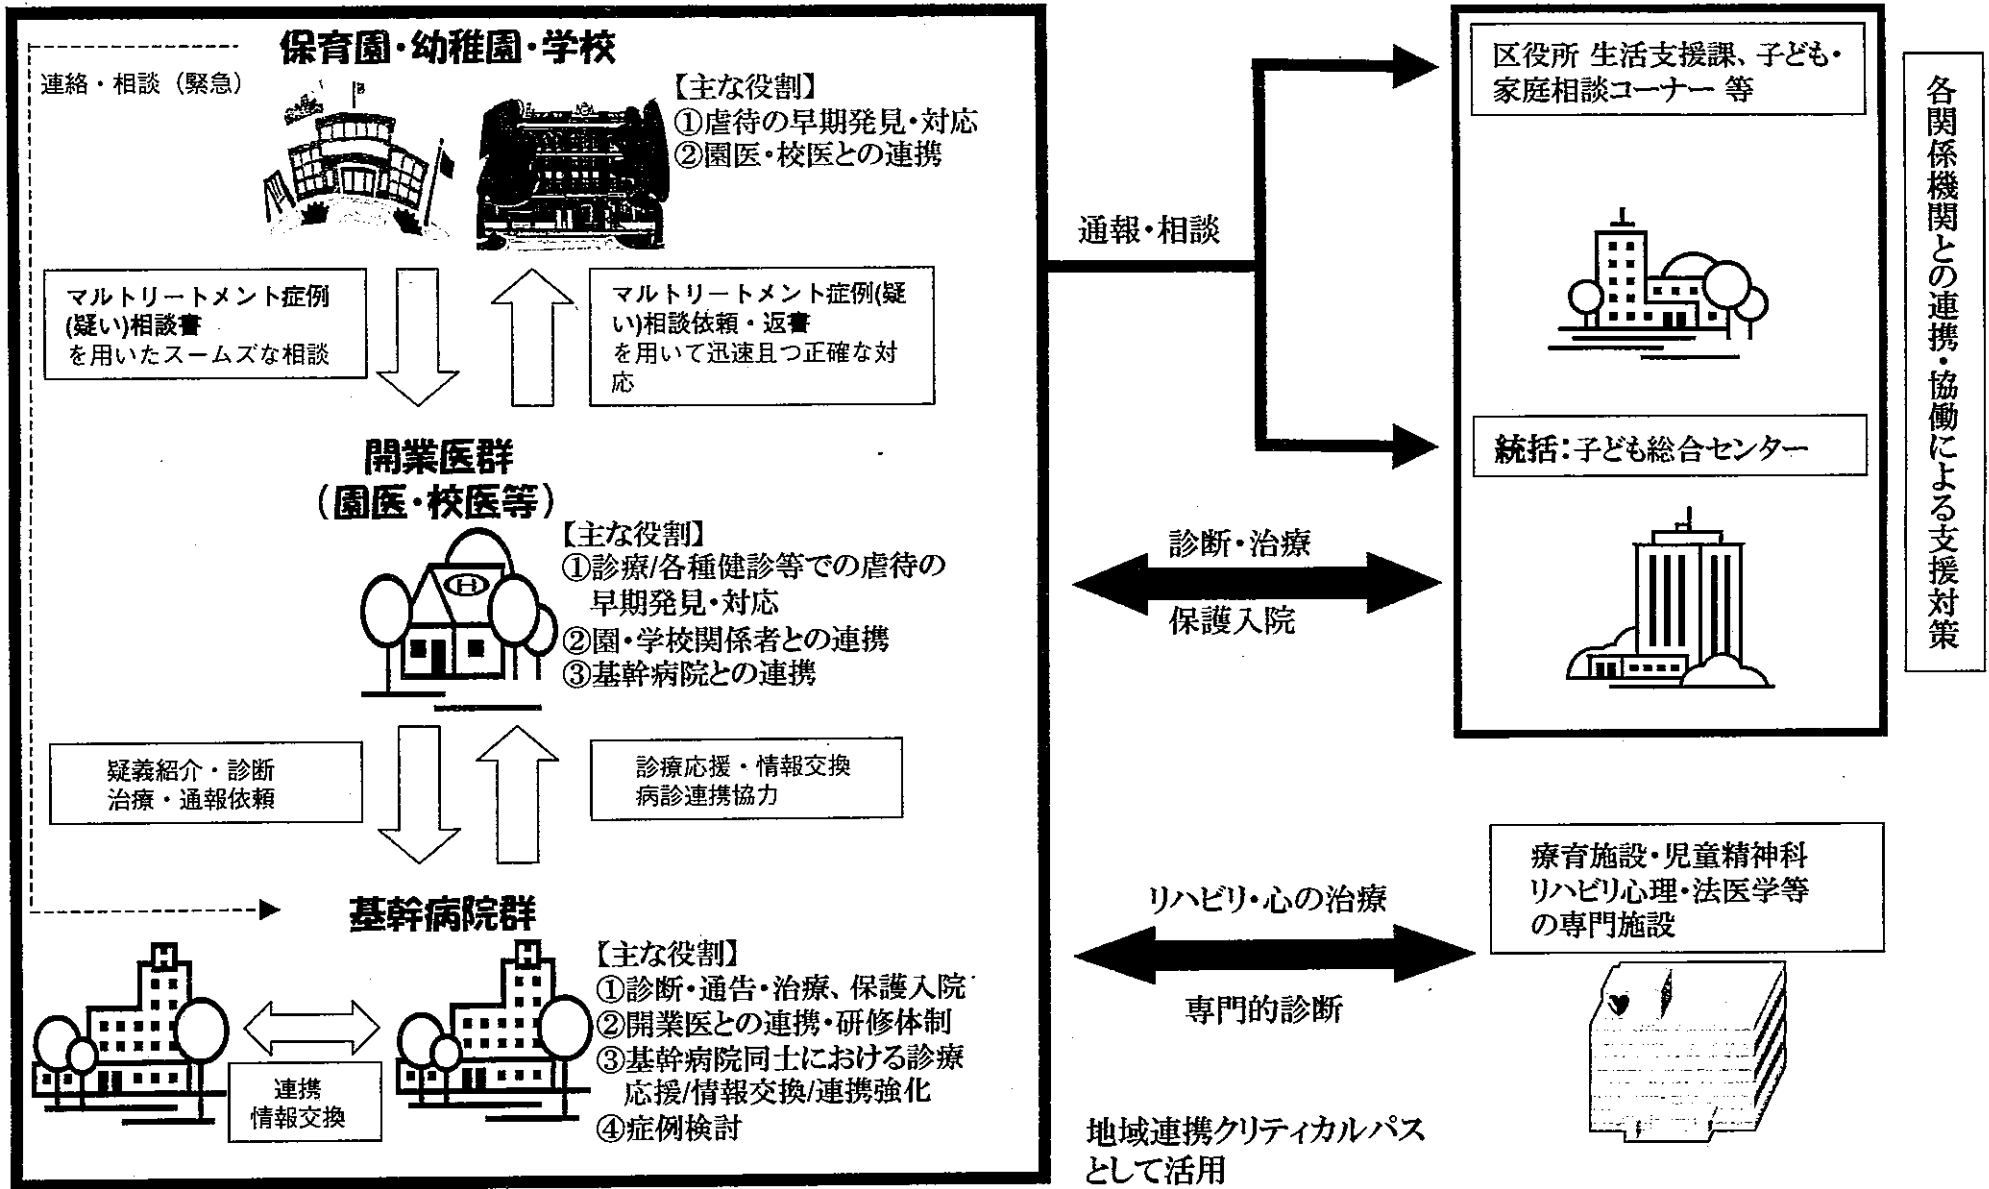 保育園・幼稚園・学校
連絡・相談（緊急）
【主な役割】
①虐待の早期発見・対応
②園医・校医との連携
マルトリートメント症例
(疑い)相談書
を用いたスームズな相談
マルトリートメント症例(疑
い)相談依頼・返書
を用いて迅速且つ正確な対
応
開業医群
（園医・校医等）
【主な役割】
①診療/各種健診等での虐待の
早期発見・対応
②園・学校関係者との連携
③基幹病院との連携
H
疑義紹介・診断
治療・通報依頼
診療応援・情報交換
病診連携協力
基幹病院群
【主な役割】
①診断・通告・治療、保護入院
②開業医との連携・研修体制
③基幹病院同士における診療
応援/情報交換/連携強化
④症例検討
H
H
連携
情報交換
通報・相談
診断・治療
保護入院
リハビリ・心の治療
専門的診断
地域連携クリティカルパス
として活用
区役所 生活支援課、子ども・
家庭相談コーナー 等
統括：子ども総合センター
療育施設・児童精神科
リハビリ心理・法医学等
の専門施設
各関係機関との連携・協働による支援対策